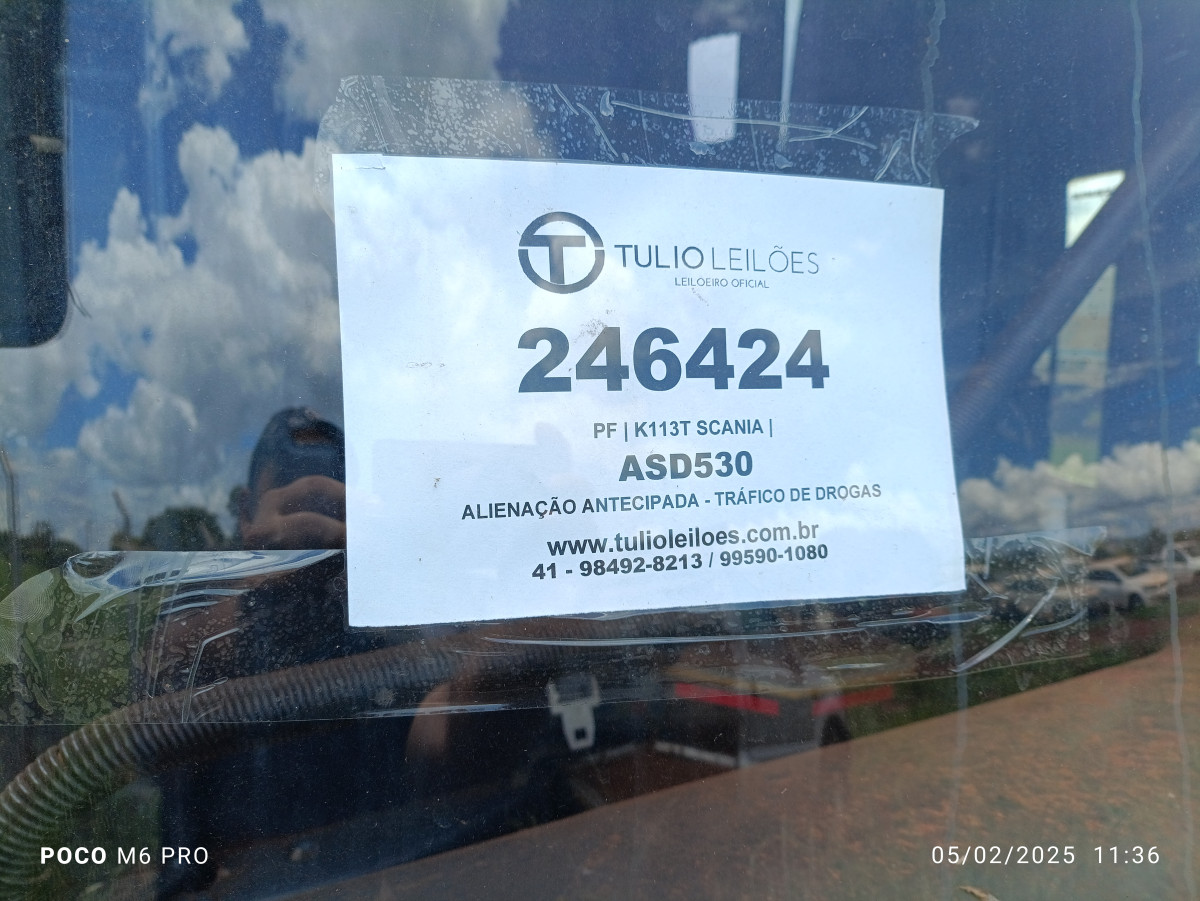 TULIO LEILÕES
LEILOEIRO OFICIAL
246424
PF | K113T SCANIA |
ASD530
ALIENAÇÃO ANTECIPADA - TRÁFICO DE DROGAS
www.tulioleiloes.com.br
41 - 98492-8213 / 99590-1080
POCO M6 PRO
05/02/2025 11:36